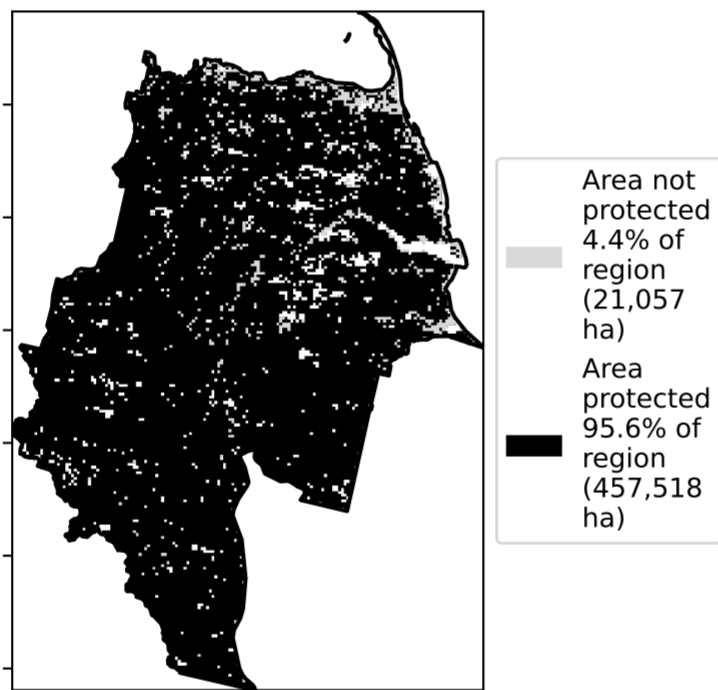 Area not
protected
4.4% of
region
(21,057
ha)
Area
protected
95.6% of
region
(457,518
ha)